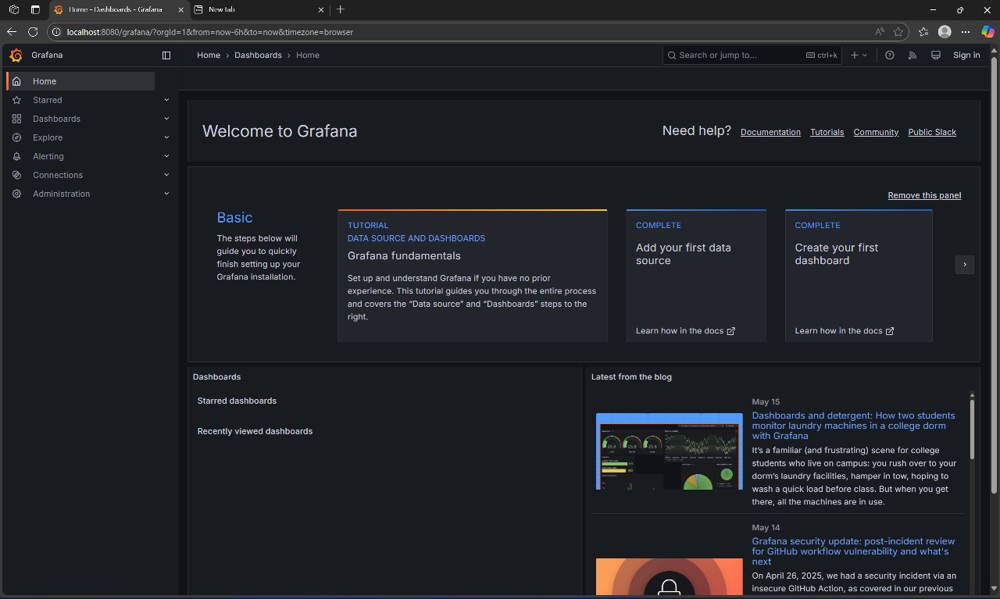 Home - Dashboards - Grafana
New tab
localhost:8080/grafana/?orgId=1&from=now-6h&to=now&timezone=browser
Grafana
Home › Dashboards › Home
Search or jump to...
ctrl+k
Sign in
Home
Starred
Dashboards
Explore
Alerting
Connections
Administration
Welcome to Grafana
Need help?
Documentation
Tutorials
Community
Public Slack
Remove this panel
Basic
The steps below will
guide you to quickly
finish setting up your
Grafana installation.
TUTORIAL
DATA SOURCE AND DASHBOARDS
Grafana fundamentals
Set up and understand Grafana if you have no prior
experience. This tutorial guides you through the entire process
and covers the “Data source” and “Dashboards” steps to the
right.
COMPLETE
Add your first data
source
Learn how in the docs
COMPLETE
Create your first
dashboard
Learn how in the docs
Dashboards
Starred dashboards
Recently viewed dashboards
Latest from the blog
May 15
Dashboards and detergent: How two students
monitor laundry machines in a college dorm
with Grafana
It’s a familiar (and frustrating) scene for college
students who live on campus: you rush over to your
dorm’s laundry facilities, hamper in tow, hoping to
wash a quick load before class. But when you get
there, all the machines are in use.
May 14
Grafana security update: post-incident review
for GitHub workflow vulnerability and what's
next
On April 26, 2025, we had a security incident via an
insecure GitHub Action, as covered in our previous